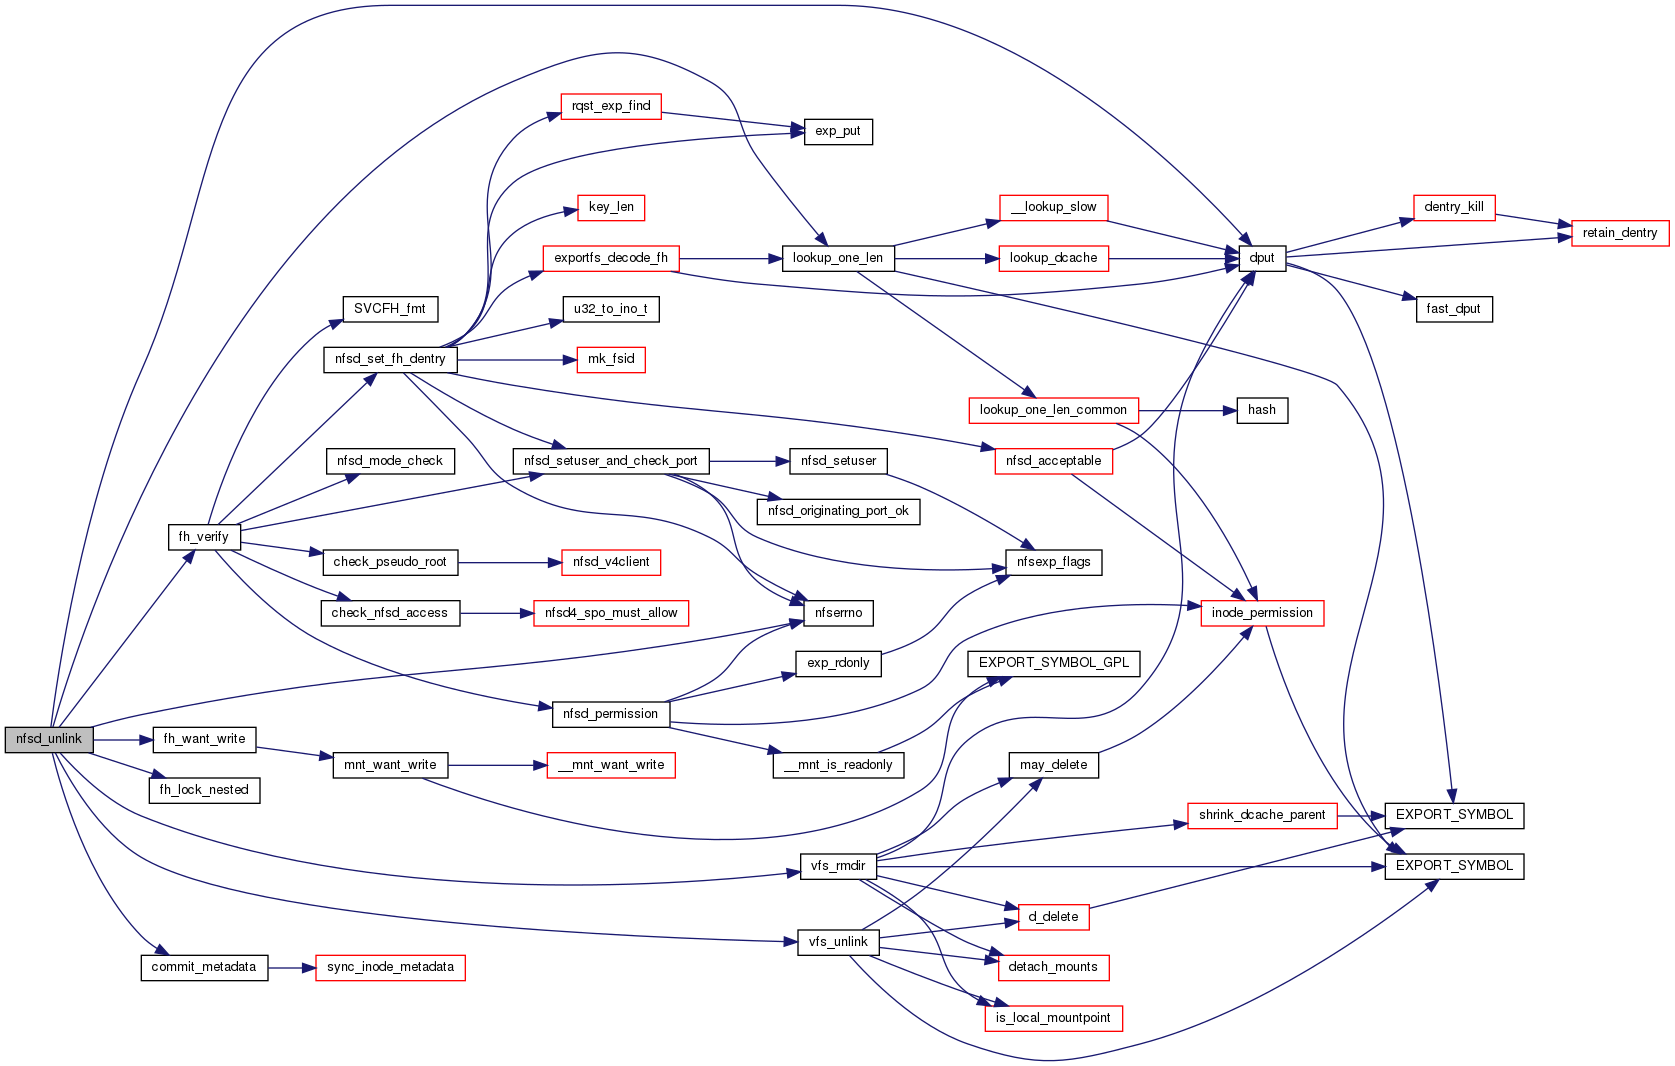 rqst_exp_find
exp_put
key_len
__lookup_slow
dentry_kill
retain_dentry
exportfs_decode_fh
lookup_one_len
lookup_dcache
dput
SVCFH_fmt
u32_to_ino_t
fast_dput
nfsd_set_fh_dentry
mk_fsid
lookup_one_len_common
hash
nfsd_mode_check
nfsd_setuser_and_check_port
nfsd_setuser
nfsd_acceptable
nfsd_originating_port_ok
fh_verify
check_pseudo_root
nfsd_v4client
nfsexp_flags
check_nfsd_access
nfsd4_spo_must_allow
nfserrno
inode_permission
exp_rdonly
EXPORT_SYMBOL_GPL
nfsd_permission
nfsd_unlink
fh_want_write
mnt_want_write
__mnt_want_write
__mnt_is_readonly
may_delete
fh_lock_nested
shrink_dcache_parent
EXPORT_SYMBOL
vfs_rmdir
EXPORT_SYMBOL
d_delete
vfs_unlink
commit_metadata
sync_inode_metadata
detach_mounts
is_local_mountpoint